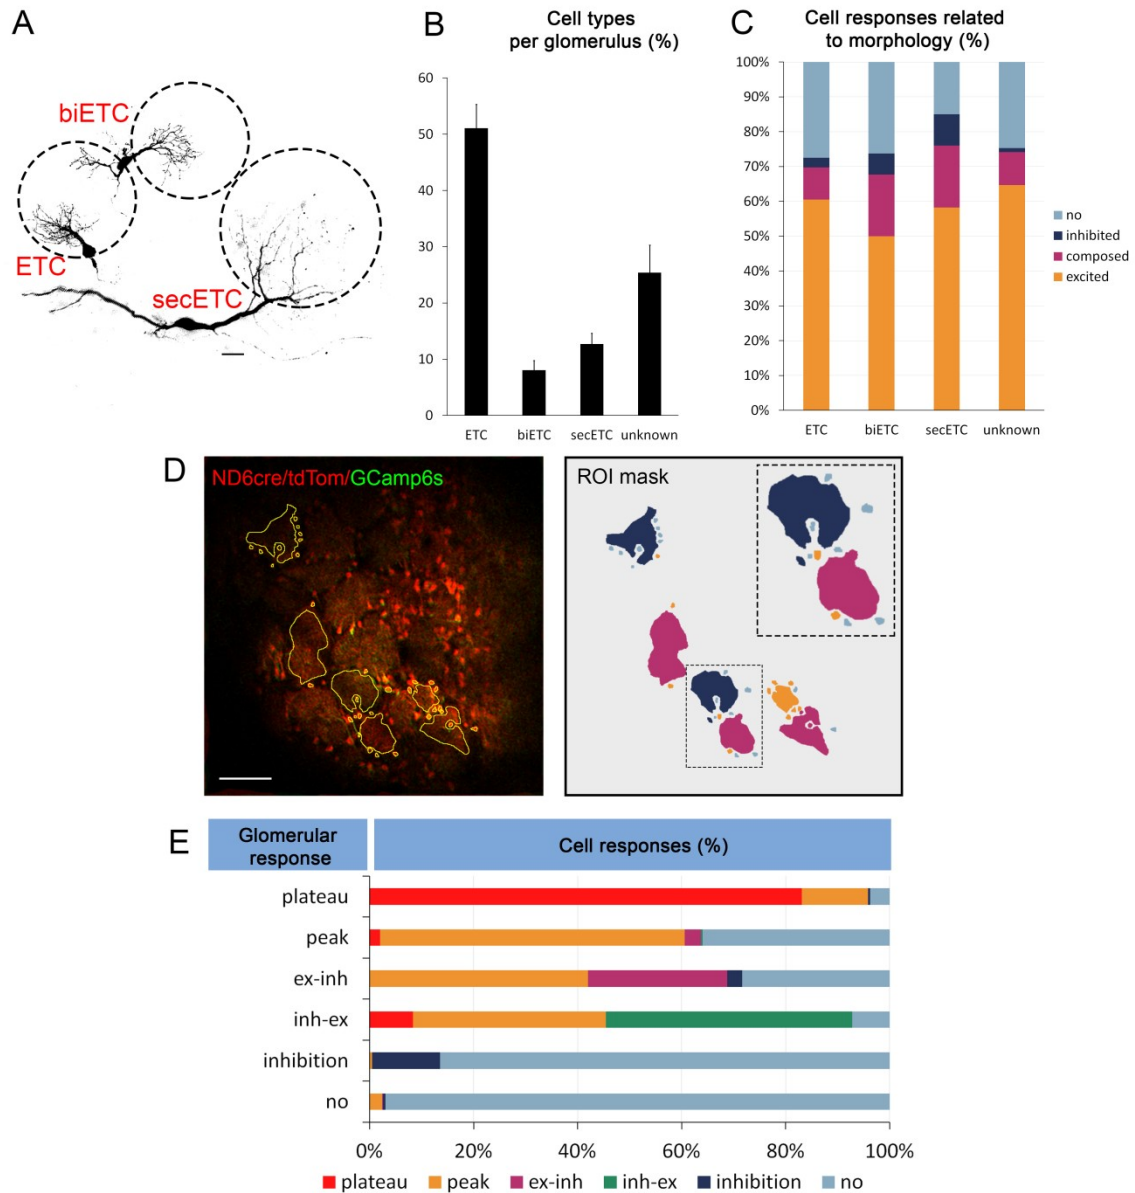 A
biETC
ETC
secETC
B
Cell types
per glomerulus (%)
60
50
40
30
20
10
0
ETC
biETC
secETC
unknown
C
Cell responses related
to morphology (%)
100%
90%
80%
70%
60%
50%
40%
30%
20%
10%
0%
ETC
biETC
secETC
unknown
no
inhibited
composed
excited
D
ND6cre/tdTom/GCamp6s
ROI mask
E
Glomerular
response
Cell responses (%)
plateau
peak
ex-inh
inh-ex
inhibition
no
0%
20%
40%
60%
80%
100%
plateau
peak
ex-inh
inh-ex
inhibition
no